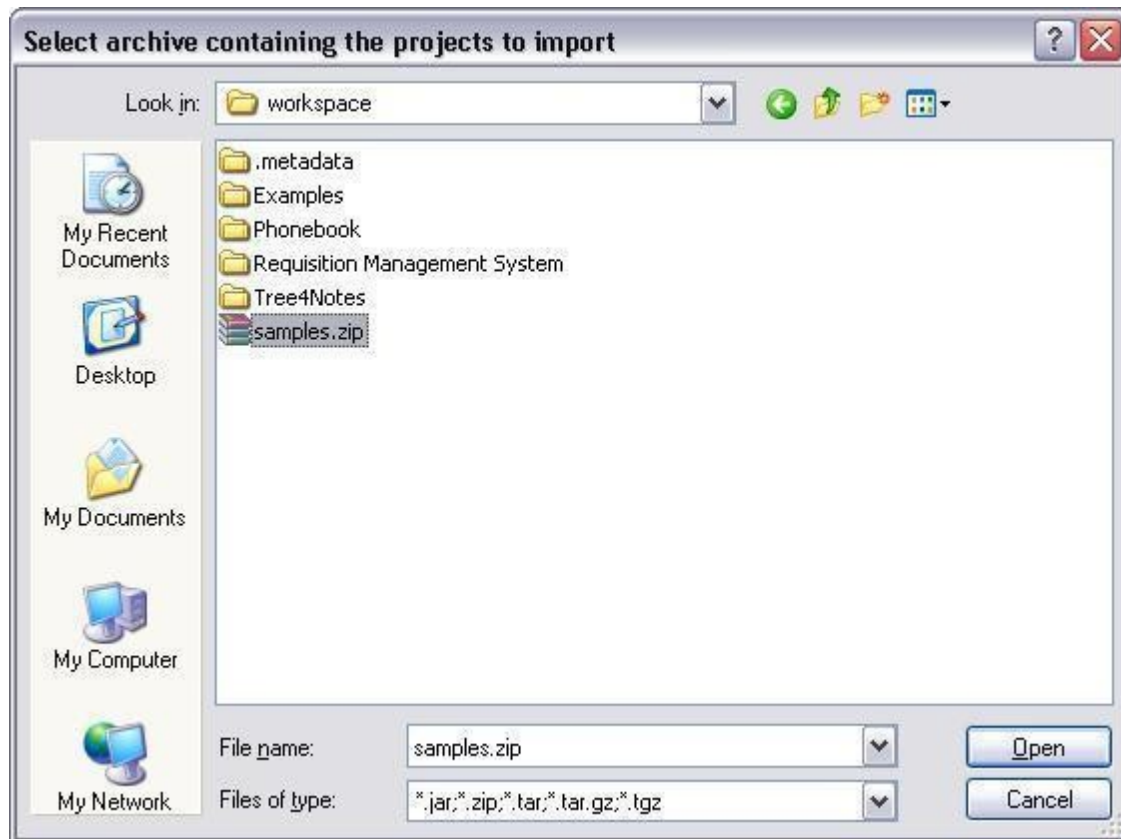 Select archive containing the projects to import
Look in:
workspace
.metadata
Examples
Phonebook
Requisition Management System
Tree4Notes
samples.zip
My Recent
Documents
Desktop
My Documents
My Computer
My Network
File name:
samples.zip
Open
Files of type:
*.jar;*.zip;*.tar;*.tar.gz;*.tgz
Cancel